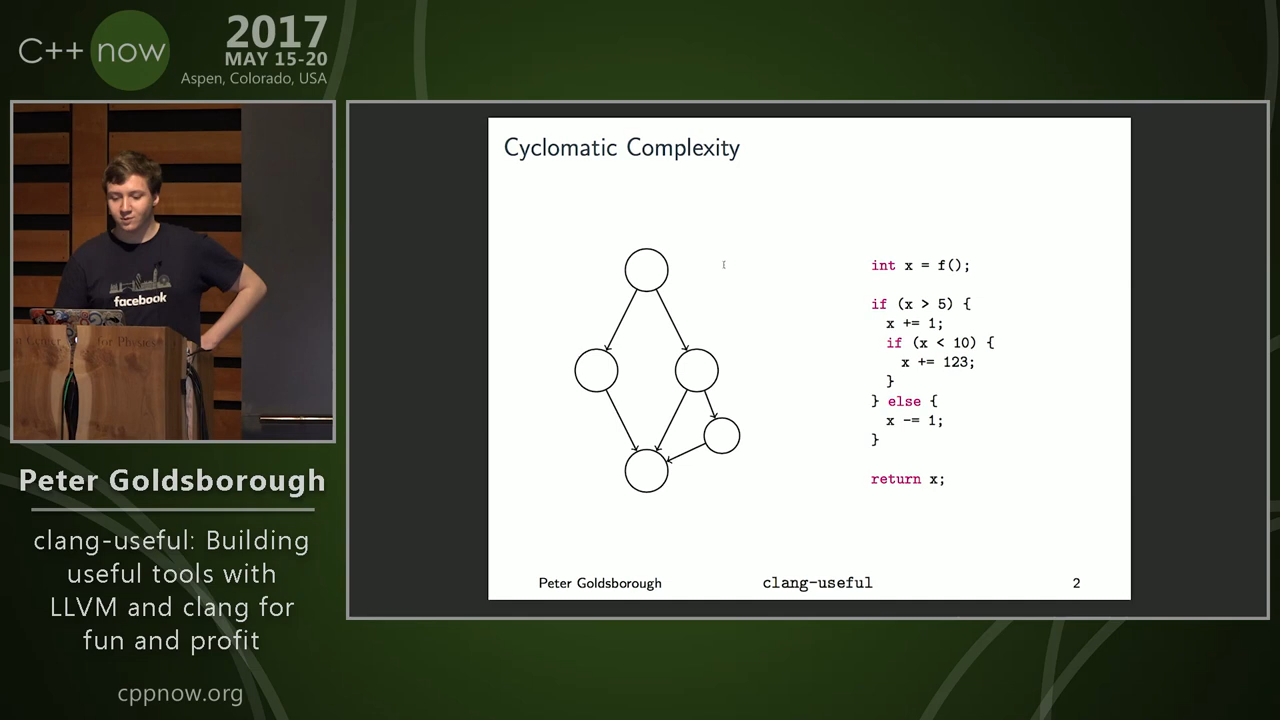 C++ now
2017
MAY 15-20
Aspen, Colorado, USA
facebook
for Physics
Peter Goldsborough
clang-useful: Building
useful tools with
LLVM and clang for
fun and profit
cppnow.org
Cyclomatic Complexity
int x = f();
if (x > 5) {
x += 1;
if (x < 10) {
x += 123;
}
} else {
x -= 1;
}
return x;
Peter Goldsborough
clang-useful
2